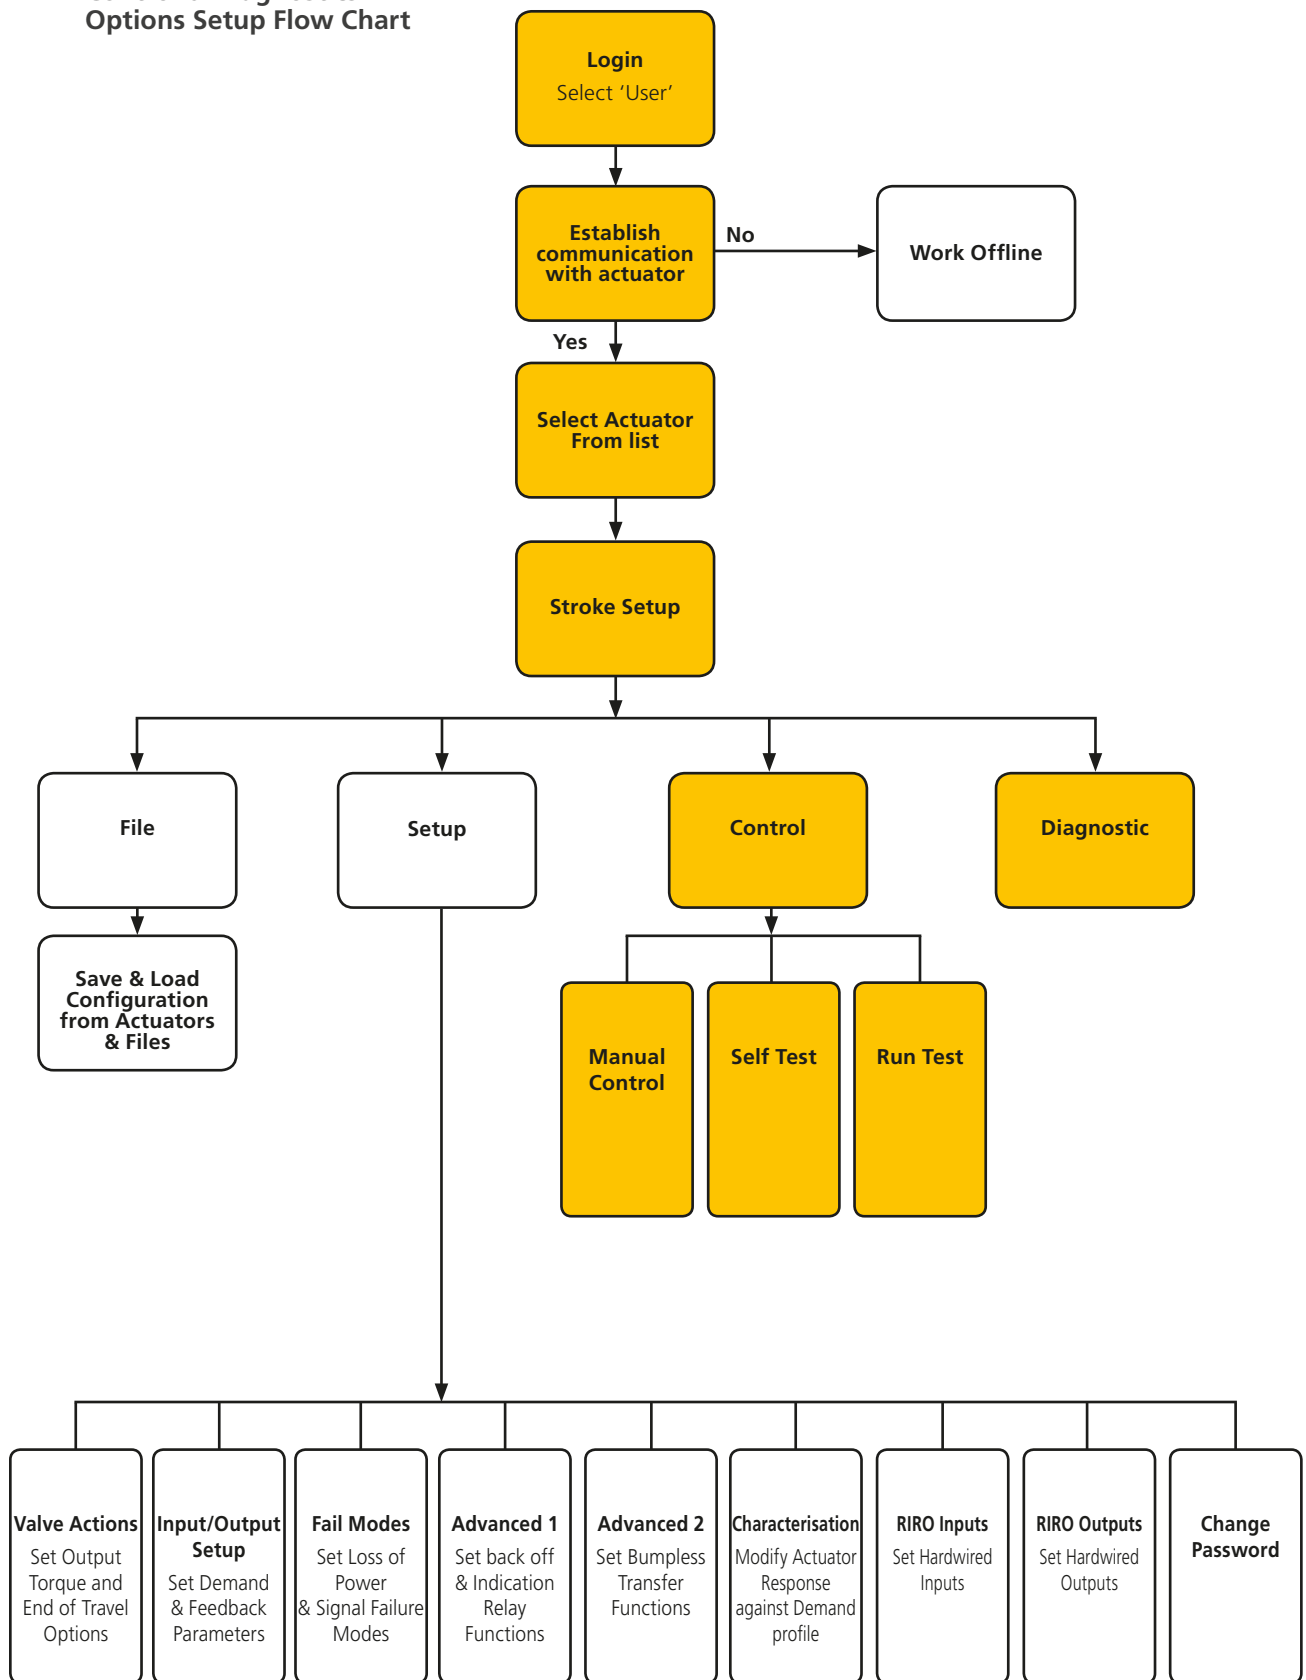 Options Setup Flow Chart
Login
Select ‘User’
Establish
communication
with actuator
No
Work Offline
Yes
Select Actuator
From list
Stroke Setup
File
Setup
Control
Diagnostic
Save & Load
Configuration
from Actuators
& Files
Manual
Control
Self Test
Run Test
Valve Actions
Set Output
Torque and
End of Travel
Options
Input/Output
Setup
Set Demand
& Feedback
Parameters
Fail Modes
Set Loss of
Power
& Signal Failure
Modes
Advanced 1
Set back off
& Indication
Relay
Functions
Advanced 2
Set Bumpless
Transfer
Functions
Characterisation
Modify Actuator
Response
against Demand
profile
RIRO Inputs
Set Hardwired
Inputs
RIRO Outputs
Set Hardwired
Outputs
Change
Password